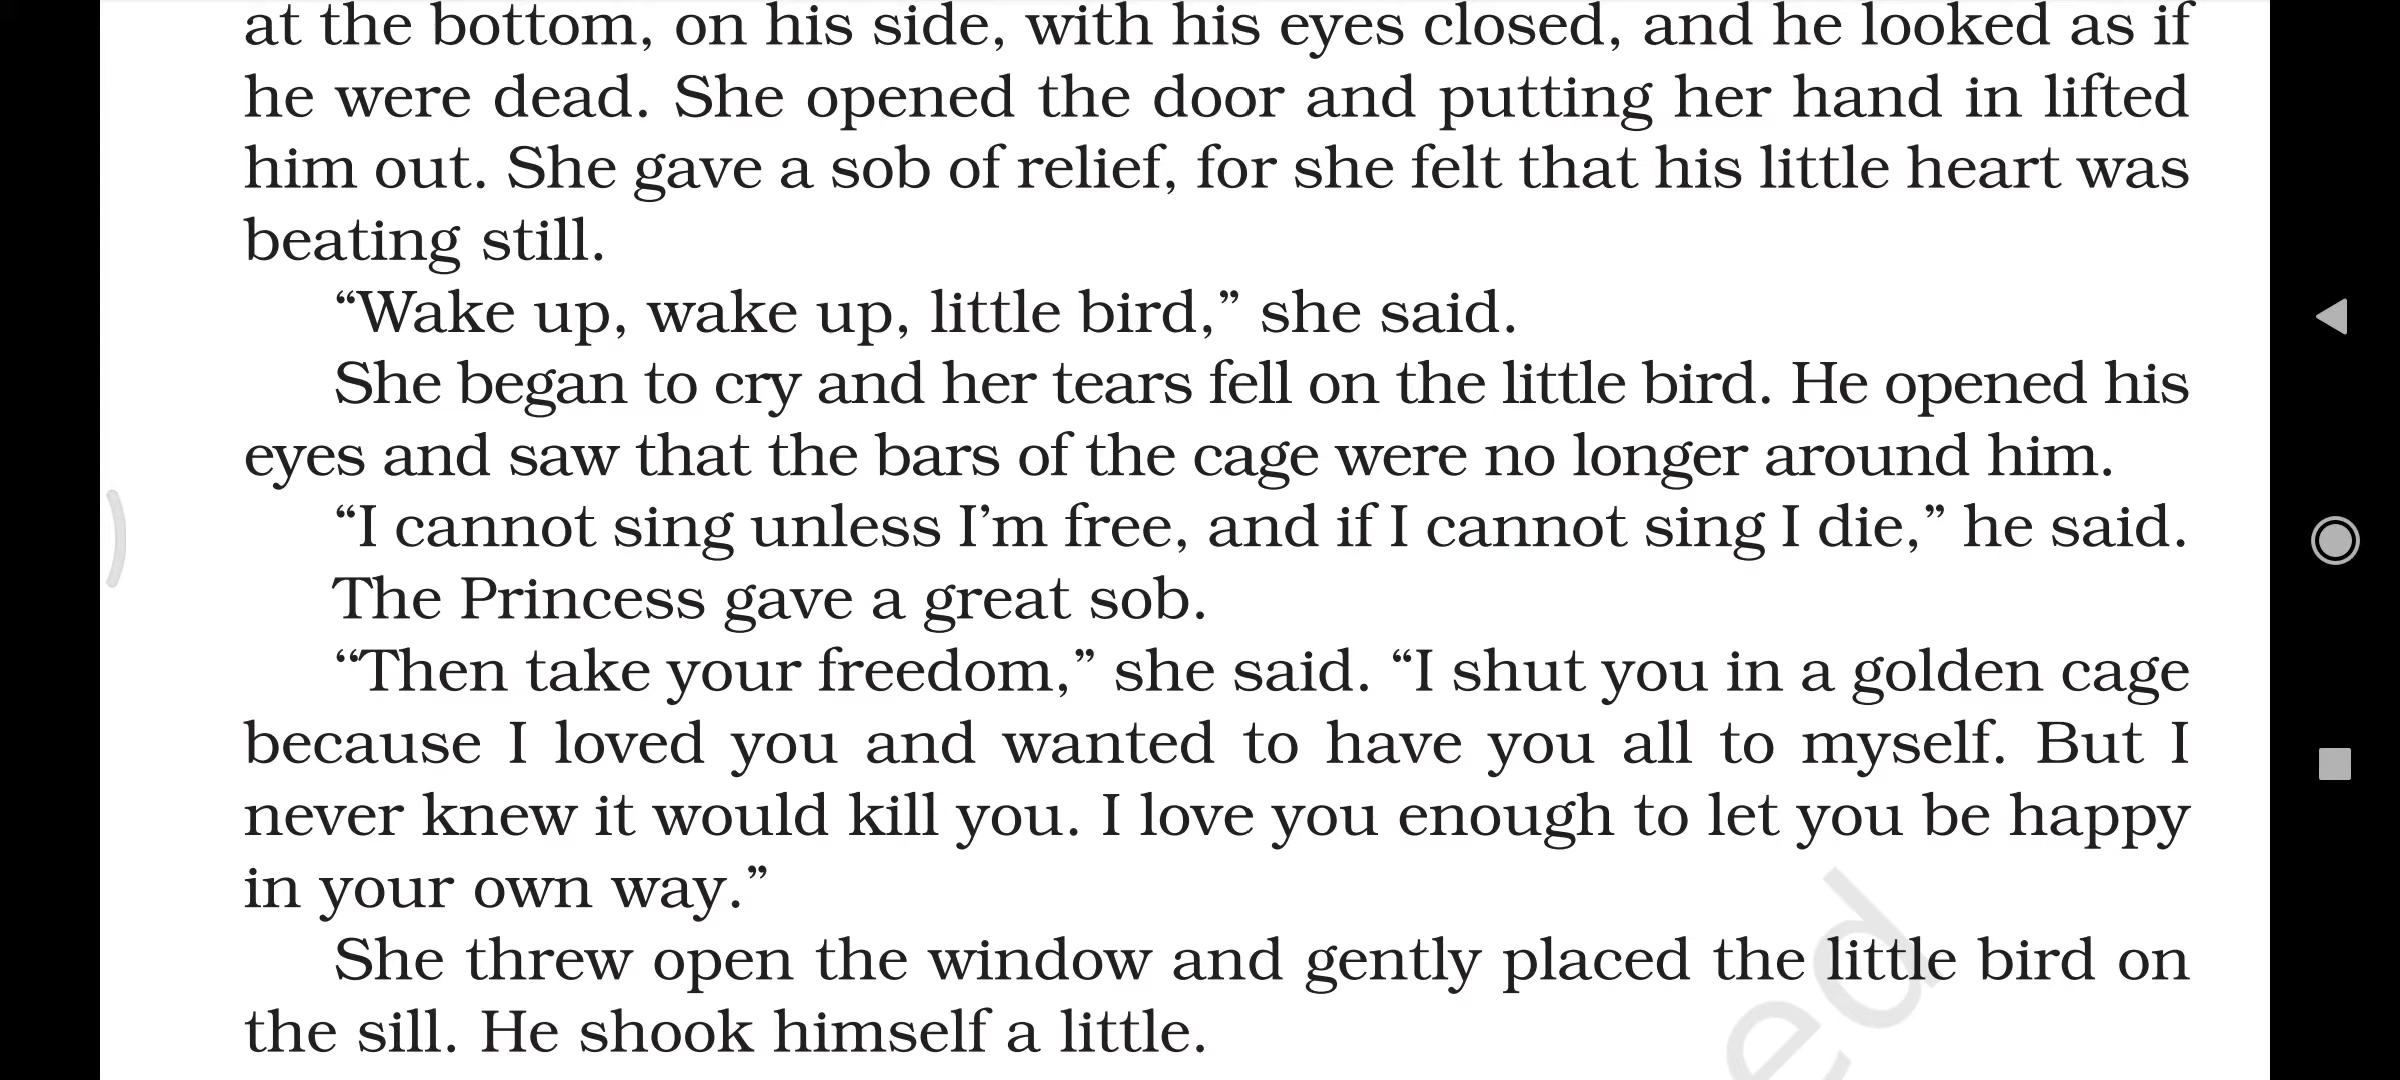 at the bottom, on his side, with his eyes closed, and he looked as if
he were dead. She opened the door and putting her hand in lifted
him out. She gave a sob of relief, for she felt that his little heart was
beating still.
“Wake up, wake up, little bird,” she said.
She began to cry and her tears fell on the little bird. He opened his
eyes and saw that the bars of the cage were no longer around him.
“I cannot sing unless I’m free, and if I cannot sing I die,” he said.
The Princess gave a great sob.
“Then take your freedom,” she said. “I shut you in a golden cage
because I loved you and wanted to have you all to myself. But I
never knew it would kill you. I love you enough to let you be happy
in your own way.”
She threw open the window and gently placed the little bird on
the sill. He shook himself a little.
ed